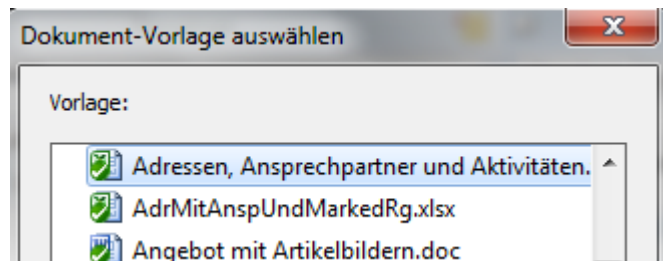 Dokument-Vorlage auswählen
Vorlage:
Adressen, Ansprechpartner und Aktivitäten.
AdrMitAnspUndMarkedRg.xlsx
Angebot mit Artikelbildern.doc